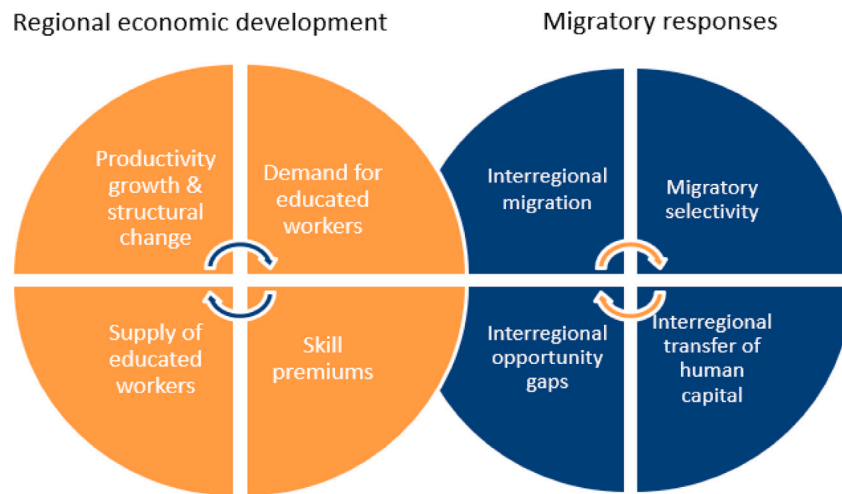 Regional economic development
Migratory responses
Productivity
growth &
structural
change
Demand for
educated
workers
Interregional
migration
Migratory
selectivity
Supply of
educated
workers
Skill
premiums
Interregional
opportunity
gaps
Interregional
transfer of
human
capital